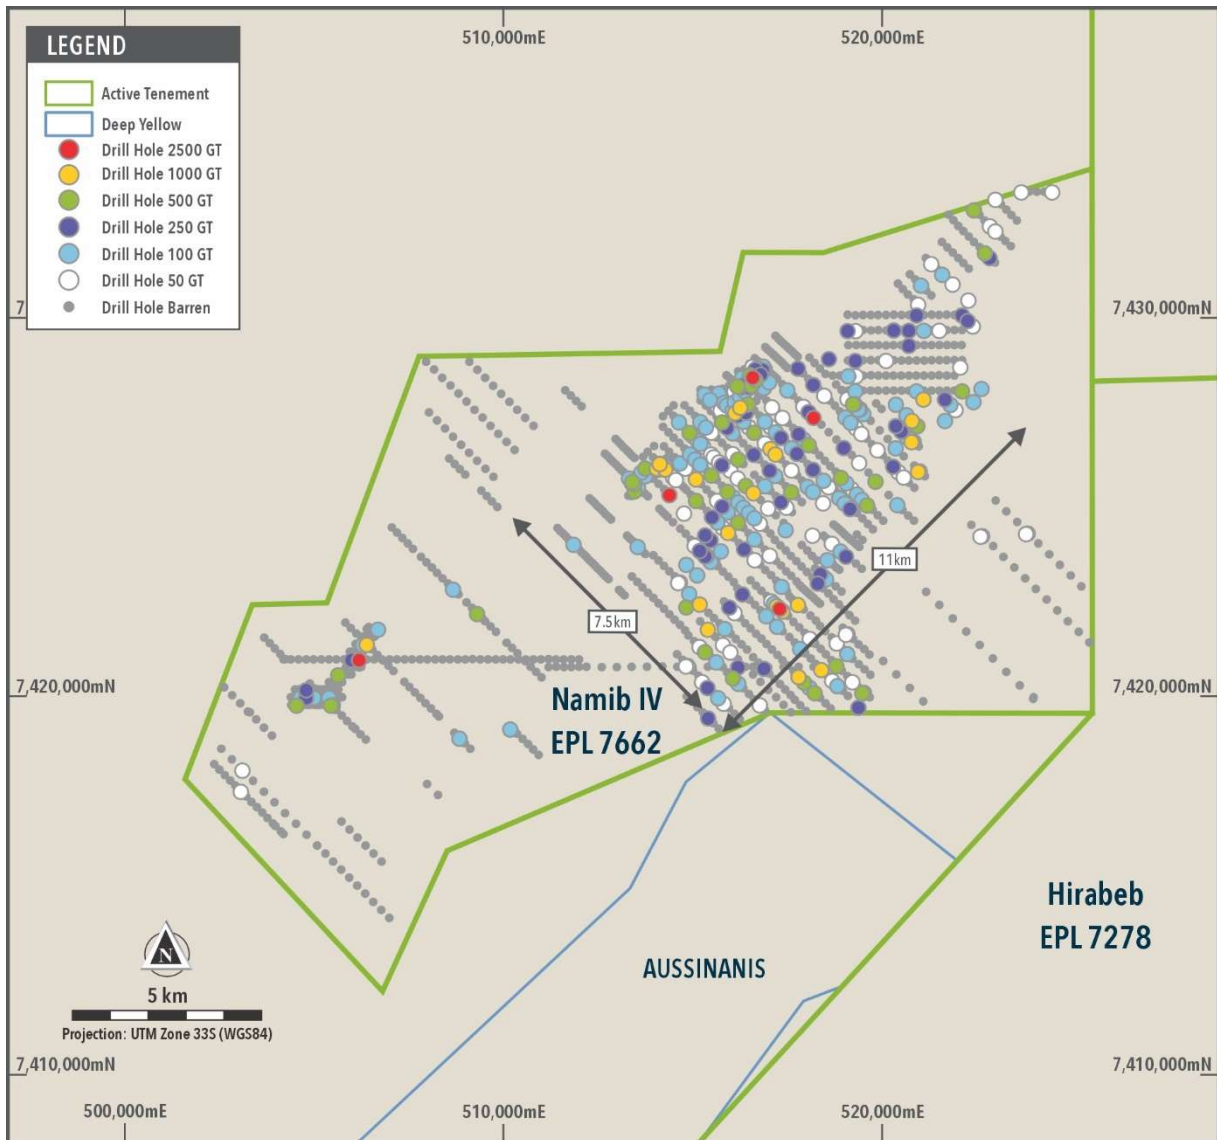 510,000mE
520,000mE
LEGEND
Active Tenement
Deep Yellow
Drill Hole 2500 GT
Drill Hole 1000 GT
Drill Hole 500 GT
Drill Hole 250 GT
Drill Hole 100 GT
Drill Hole 50 GT
Drill Hole Barren
7
7,430,000mN
11km
7.5km
7,420,000mN
7,420,000mN
Namib IV
EPL 7662
Hirabeb
EPL 7278
AUSSINANIS
N
5 km
Projection: UTM Zone 33S (WGS84)
7,410,000mN
7,410,000mN
500,000mE
510,000mE
520,000mE